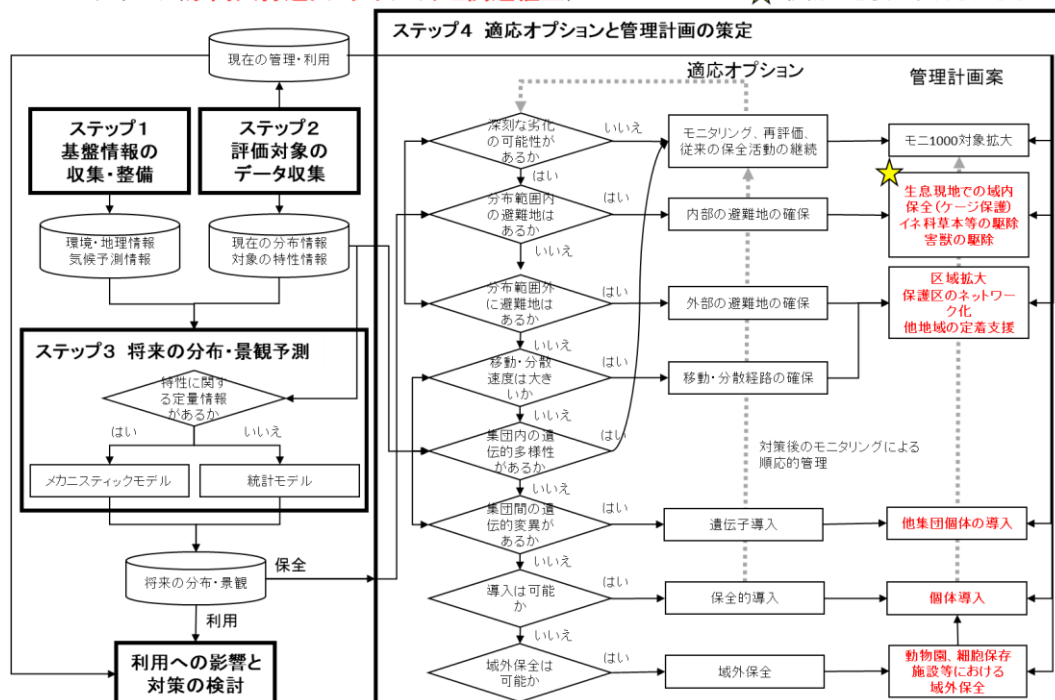 ステップ4 適応オプションと管理計画の策定
適応オプション
管理計画案
現在の管理・利用
ステップ1
基盤情報の
収集・整備
ステップ2
評価対象の
データ収集
環境・地理情報
気候予測情報
現在の分布情報
対象の特性情報
ステップ3 将来の分布・景観予測
特性に関す
る定量情報
があるか
はい
いいえ
メカニスティックモデル
統計モデル
将来の分布・景観
保全
利用
利用への影響と
対策の検討
深刻な劣化
の可能性が
あるか
いいえ
はい
モニタリング、再評価、
従来の保全活動の継続
モニ1000対象拡大
分布範囲内
の避難地は
あるか
はい
いいえ
内部の避難地の確保
生息現地での域内
保全(ケージ保護)
イネ科草本等の駆除
害獣の駆除
分布範囲外
に避難地は
あるか
はい
いいえ
外部の避難地の確保
区域拡大
保護区のネットワー
ク化
他地域の定着支援
移動・分散
速度は大き
いか
はい
いいえ
移動・分散経路の確保
集団内の遺
伝的多様性
があるか
はい
いいえ
対策後のモニタリングによる
順応的管理
集団間の遺
伝的変異が
あるか
はい
いいえ
遺伝子導入
他集団個体の導入
導入は可能
か
はい
いいえ
保全的導入
個体導入
域外保全は
可能か
はい
域外保全
動物園、細胞保存
施設等における
域外保全